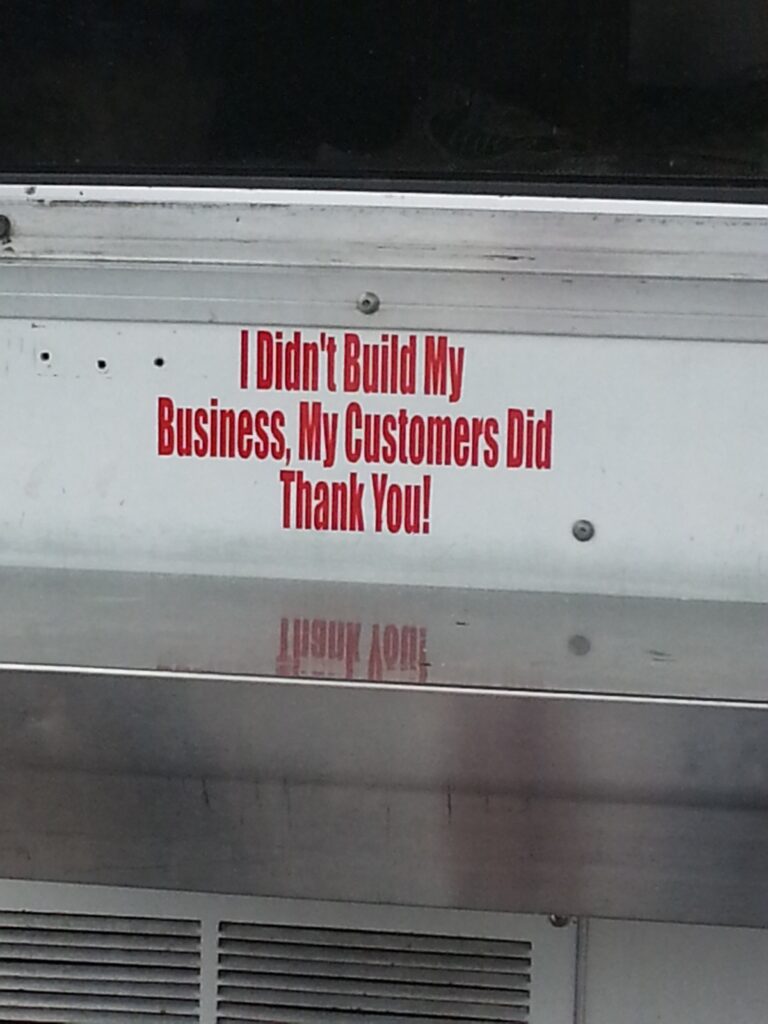 I Didn't Build My
Business, My Customers Did
Thank You!